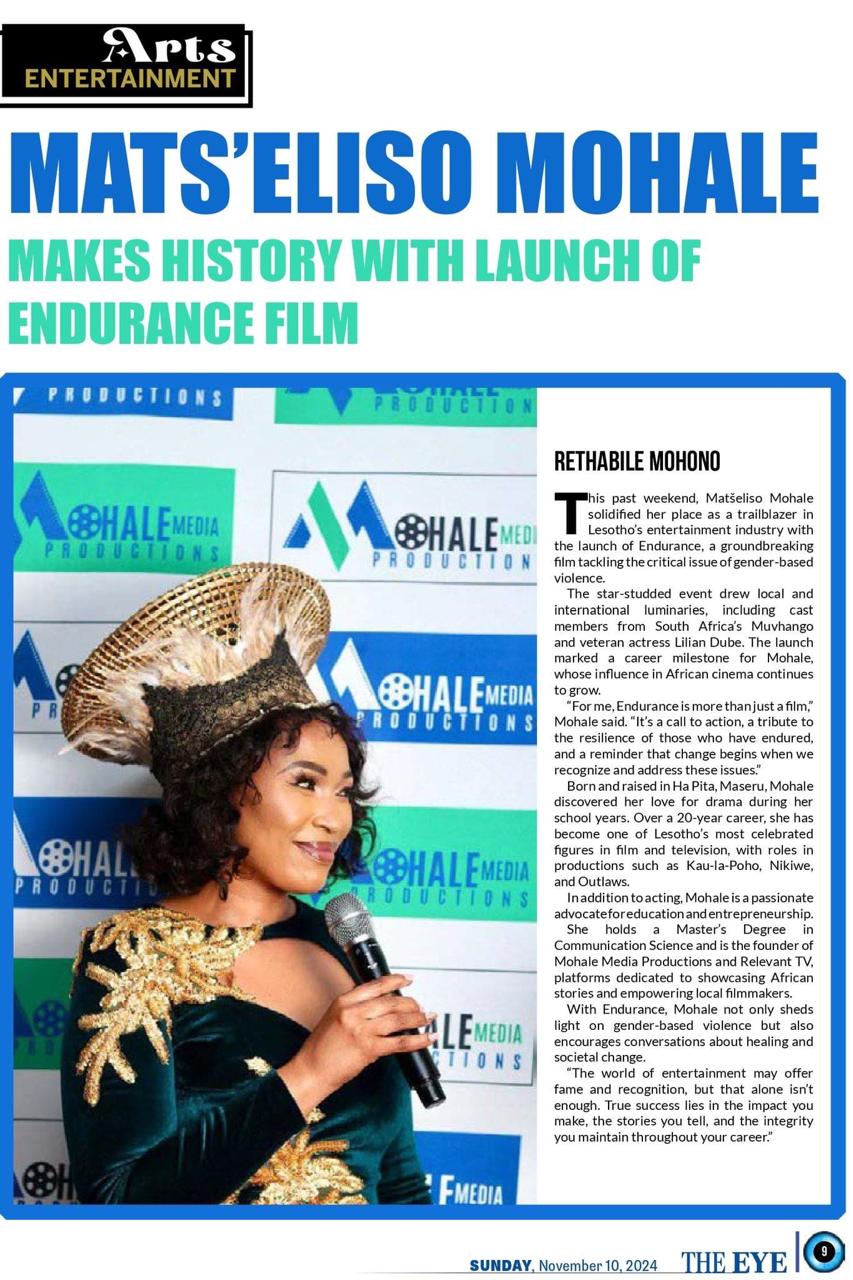 Arts
ENTERTAINMENT
MATS’ELISO MOHALE
MAKES HISTORY WITH LAUNCH OF
ENDURANCE FILM
PRODUCTIONS
PRODUCTION
MOHALE MEDIA
PRODUCTIONS
MOHALE MEDI
PRODUCTION
MOHALE MEDIA
PRODUCTIONS
MOHALE MEDIA
PRODUCTIONS
MEDIA
MEDIA
RETHABILE MOHONO
This past weekend, Matšeliso Mohale
solidified her place as a trailblazer in
Lesotho’s entertainment industry with
the launch of Endurance, a groundbreaking
film tackling the critical issue of gender-based
violence.
The star-studded event drew local and
international luminaries, including cast
members from South Africa’s Muvhango
and veteran actress Lilian Dube. The launch
marked a career milestone for Mohale,
whose influence in African cinema continues
to grow.
“For me, Endurance is more than just a film,”
Mohale said. “It’s a call to action, a tribute to
the resilience of those who have endured,
and a reminder that change begins when we
recognize and address these issues.”
Born and raised in Ha Pita, Maseru, Mohale
discovered her love for drama during her
school years. Over a 20-year career, she has
become one of Lesotho’s most celebrated
figures in film and television, with roles in
productions such as Kau-la-Poho, Nikiwe,
and Outlaws.
In addition to acting, Mohale is a passionate
advocate for education and entrepreneurship.
She holds a Master’s Degree in
Communication Science and is the founder of
Mohale Media Productions and Relevant TV,
platforms dedicated to showcasing African
stories and empowering local filmmakers.
With Endurance, Mohale not only sheds
light on gender-based violence but also
encourages conversations about healing and
societal change.
“The world of entertainment may offer
fame and recognition, but that alone isn’t
enough. True success lies in the impact you
make, the stories you tell, and the integrity
you maintain throughout your career.”
SUNDAY, November 10, 2024 THE EYE 9